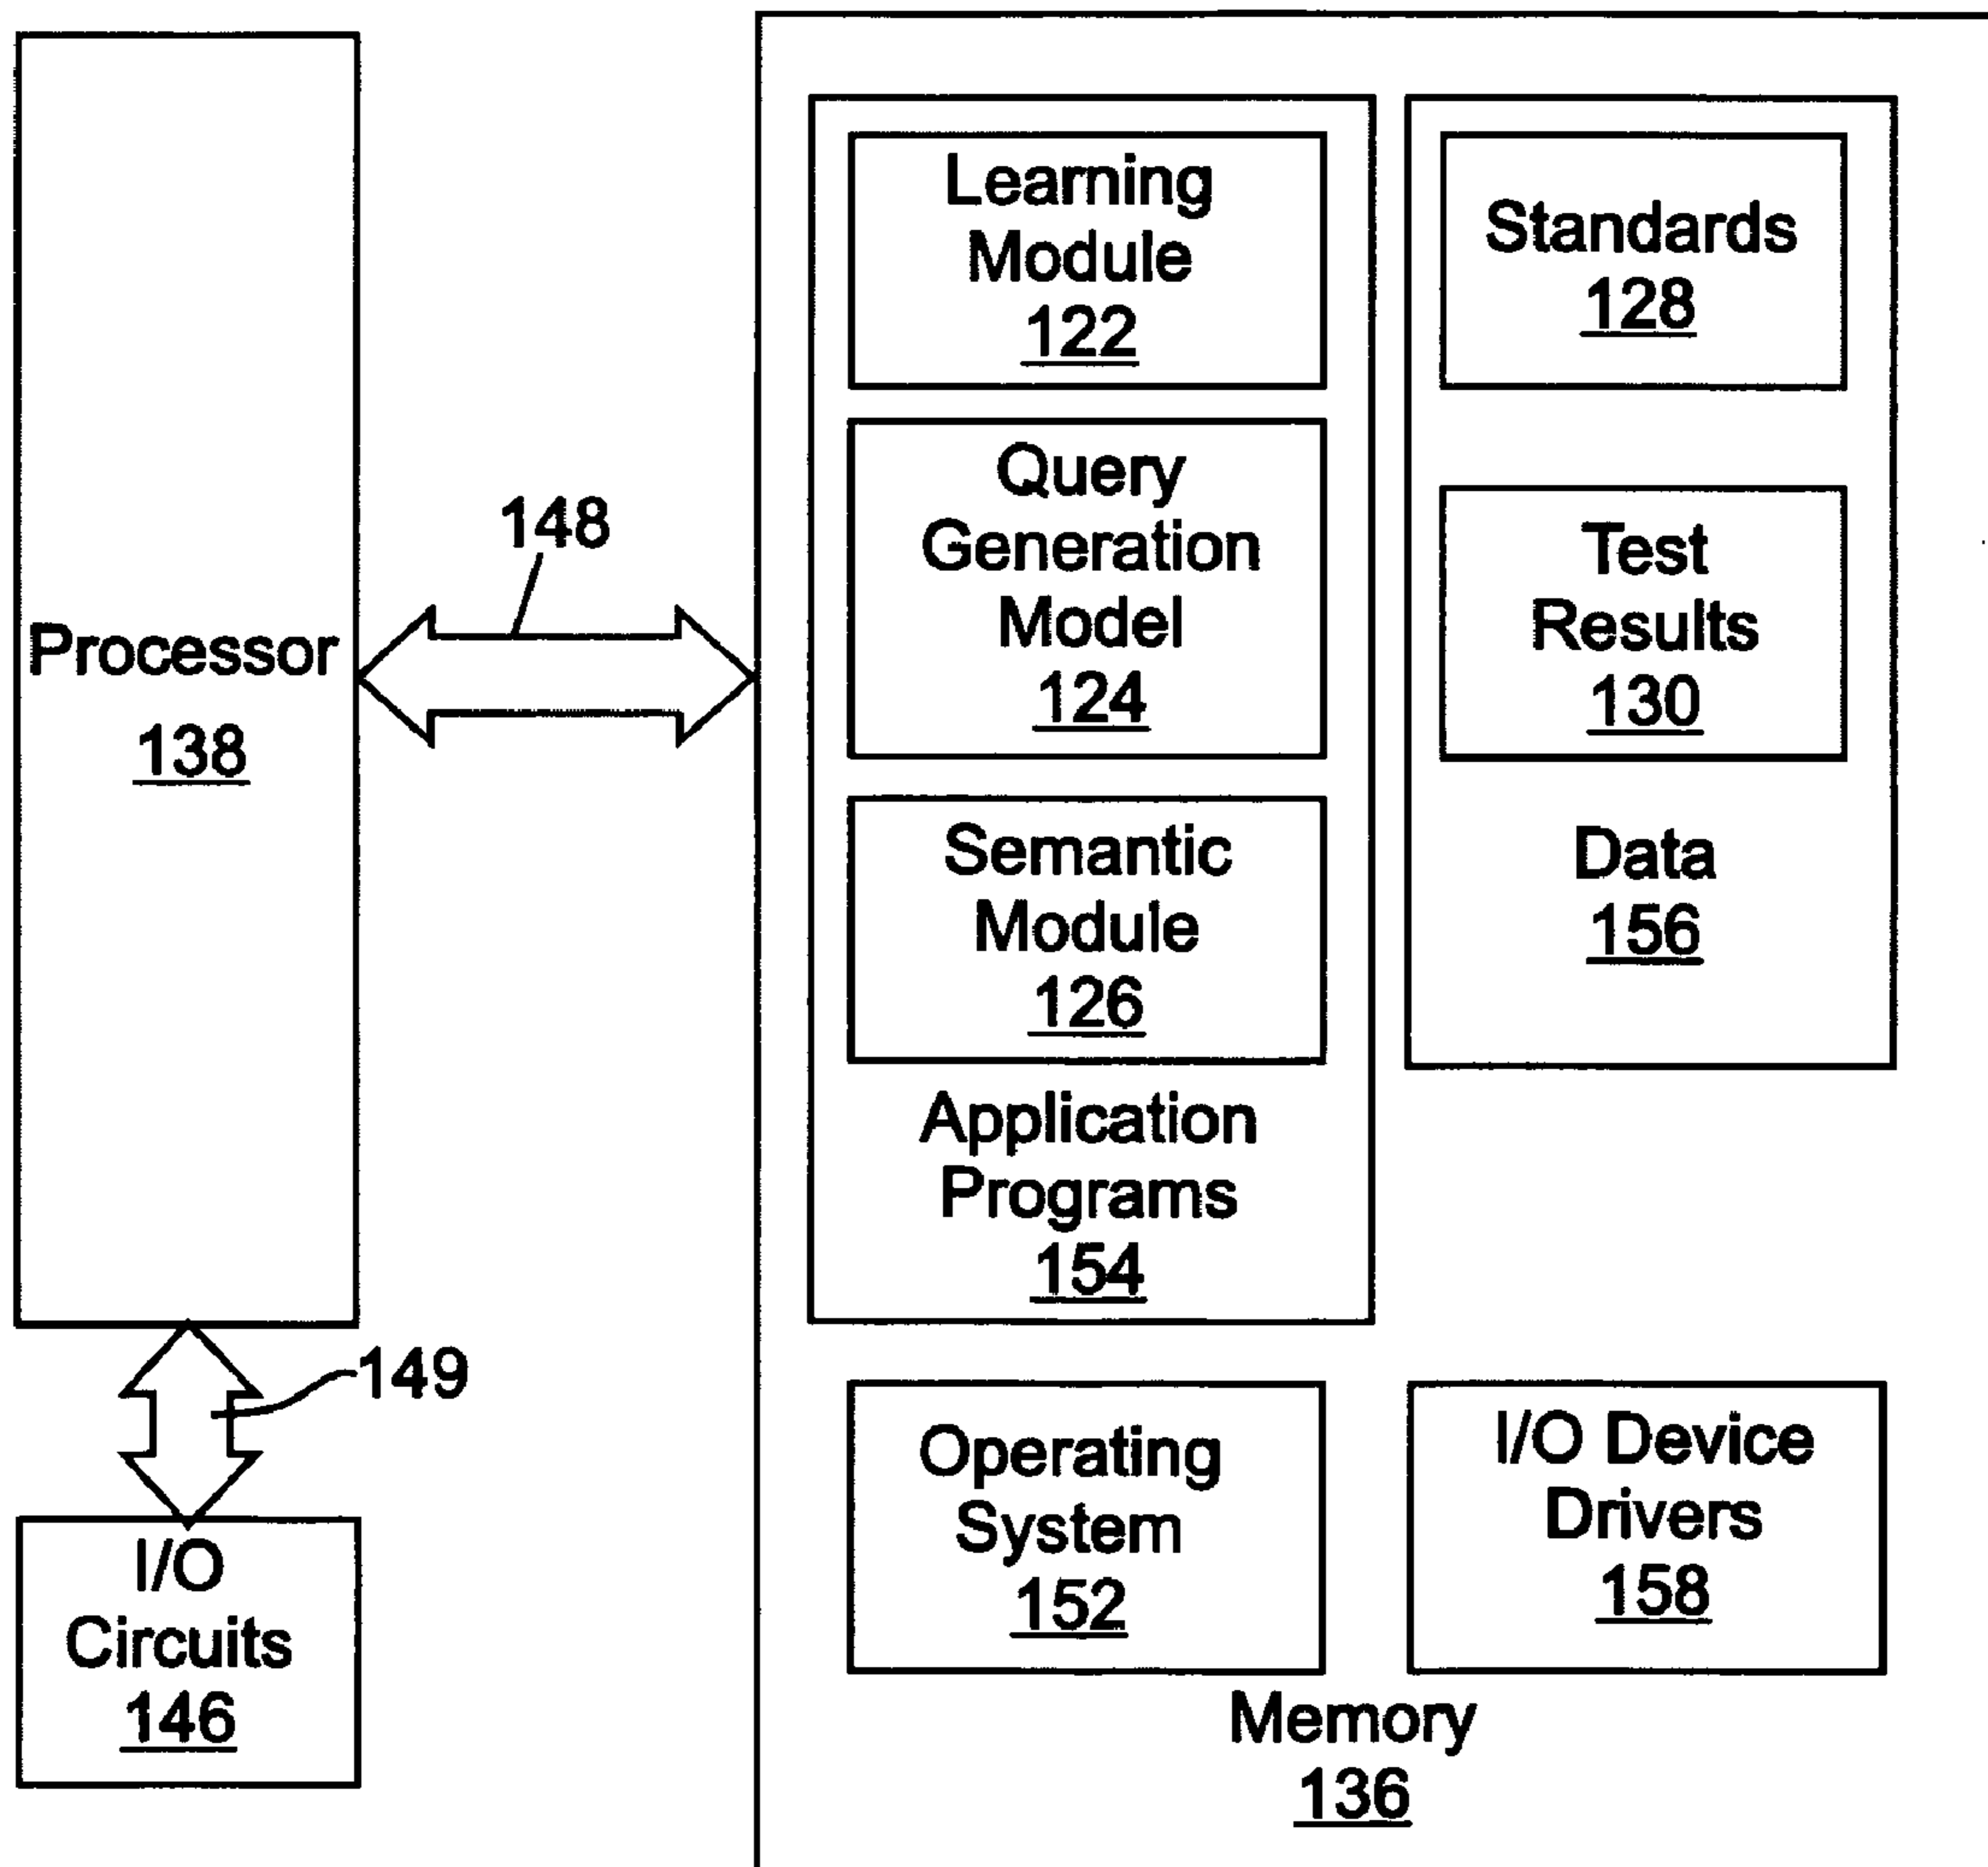 Processor
138
148
149
I/O
Circuits
146
Learning
Module
122
Query
Generation
Model
124
Semantic
Module
126
Application
Programs
154
Standards
128
Test
Results
130
Data
156
Operating
System
152
I/O Device
Drivers
158
Memory
136